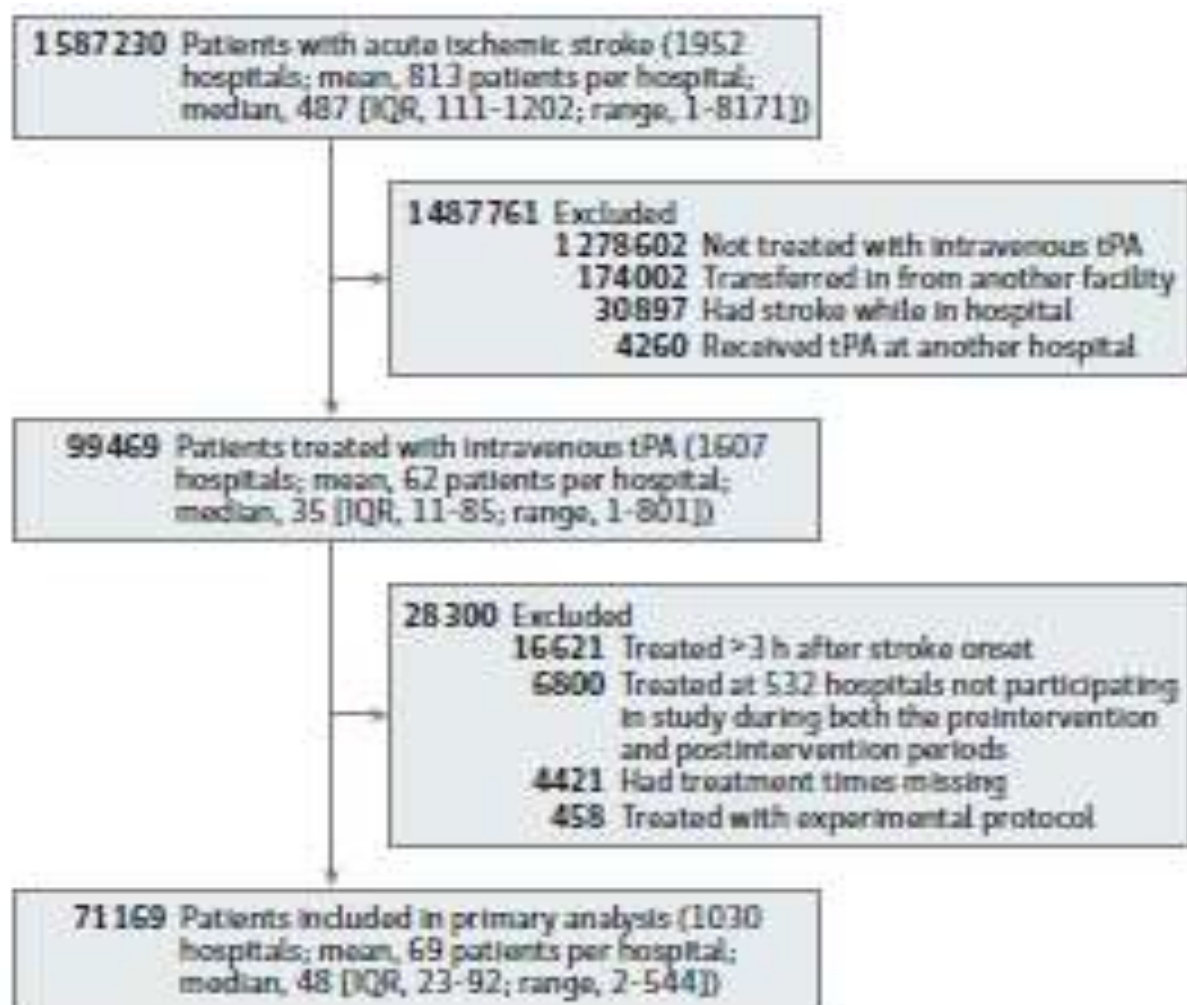 1587230 Patients with acute ischemic stroke (1952
hospitals; mean, 813 patients per hospital;
median, 487 [IQR, 111-1202; range, 1-8171])
1487761 Excluded
1278602 Not treated with intravenous tPA
174002 Transferred in from another facility
30897 Had stroke while in hospital
4260 Received tPA at another hospital
99469 Patients treated with intravenous tPA (1607
hospitals; mean, 62 patients per hospital;
median, 35 [IQR, 11-85; range, 1-801])
28300 Excluded
16621 Treated >3 h after stroke onset
6800 Treated at 532 hospitals not participating
in study during both the preintervention
and postintervention periods
4421 Had treatment times missing
458 Treated with experimental protocol
71169 Patients included in primary analysis (1030
hospitals; mean, 69 patients per hospital;
median, 48 [IQR, 23-92; range, 2-544])